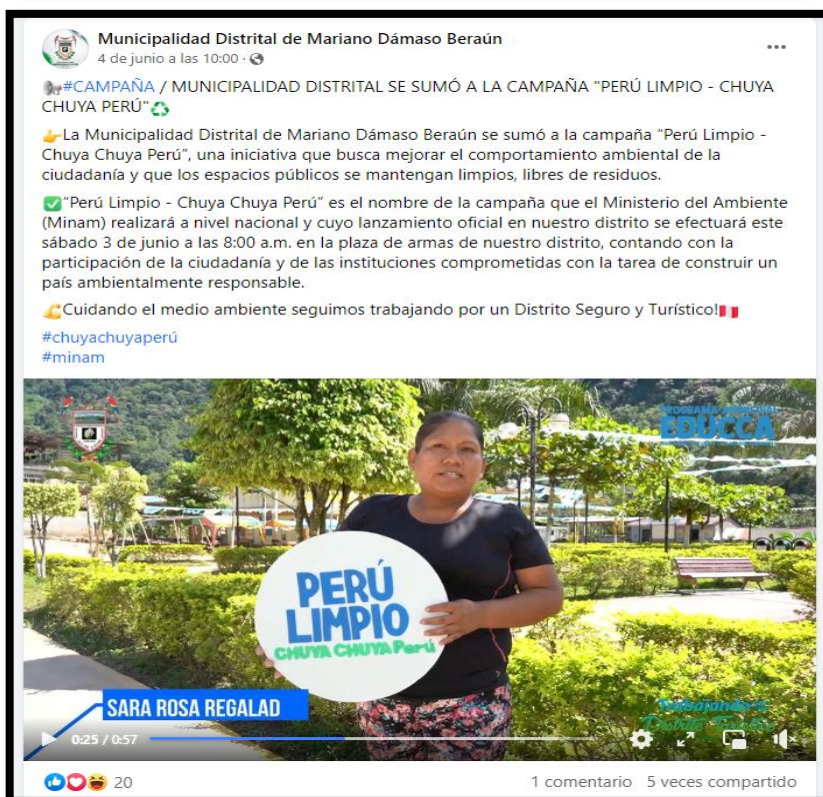 Municipalidad Distrital de Mariano Dámaso Beraún
4 de junio a las 10:00 ·
#CAMPAÑA / MUNICIPALIDAD DISTRITAL SE SUMÓ A LA CAMPAÑA "PERÚ LIMPIO - CHUYA
CHUYA PERÚ"
La Municipalidad Distrital de Mariano Dámaso Beraún se sumó a la campaña "Perú Limpio -
Chuya Chuya Perú", una iniciativa que busca mejorar el comportamiento ambiental de la
ciudadanía y que los espacios públicos se mantengan limpios, libres de residuos.
"Perú Limpio - Chuya Chuya Perú" es el nombre de la campaña que el Ministerio del Ambiente
(Minam) realizará a nivel nacional y cuyo lanzamiento oficial en nuestro distrito se efectuará este
sábado 3 de junio a las 8:00 a.m. en la plaza de armas de nuestro distrito, contando con la
participación de la ciudadanía y de las instituciones comprometidas con la tarea de construir un
país ambientalmente responsable.
Cuidando el medio ambiente seguimos trabajando por un Distrito Seguro y Turístico!
#chuyachuyaperú
#minam
PROGRAMA MUNICIPAL
EDUCCA
PERÚ
LIMPIO
CHUYA CHUYA Perú
SARA ROSA REGALAD
Trabajando
0:25 / 0:57
20
1 comentario 5 veces compartido